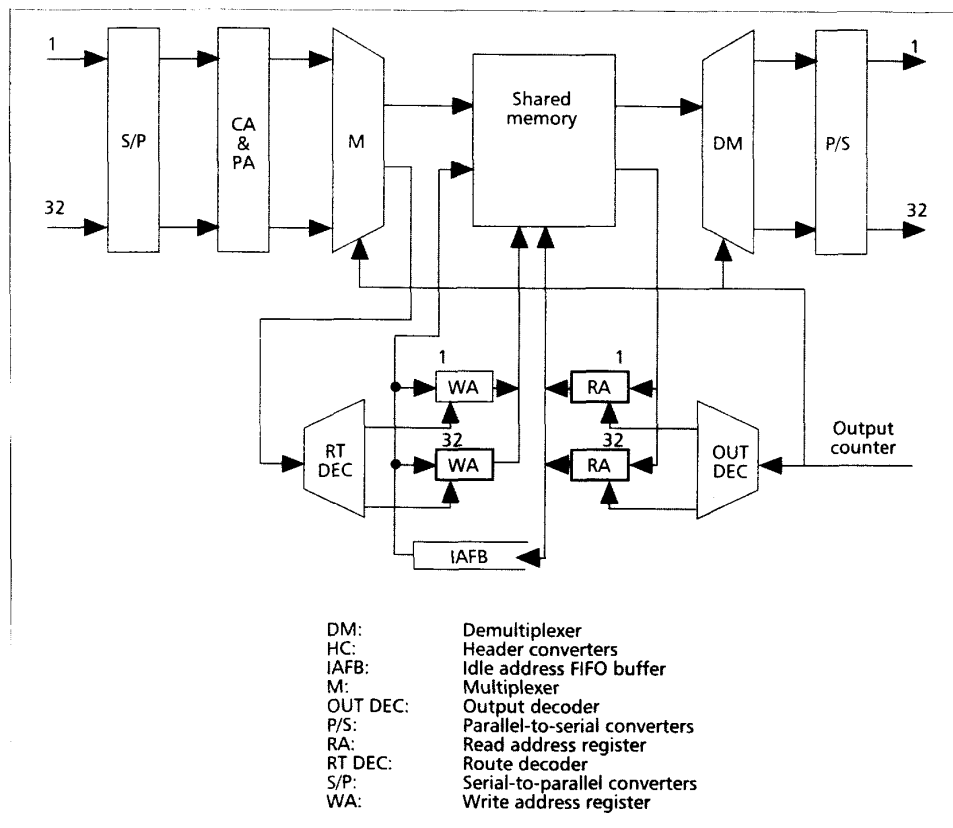 1
1
S/P
CA
&
PA
M
Shared
memory
DM
P/S
32
32
1
WA
1
RA
RT
DEC
32
WA
32
RA
OUT
DEC
Output
counter
IAFB
DM: Demultiplexer
HC: Header converters
IAFB: Idle address FIFO buffer
M: Multiplexer
OUT DEC: Output decoder
P/S: Parallel-to-serial converters
RA: Read address register
RT DEC: Route decoder
S/P: Serial-to-parallel converters
WA: Write address register